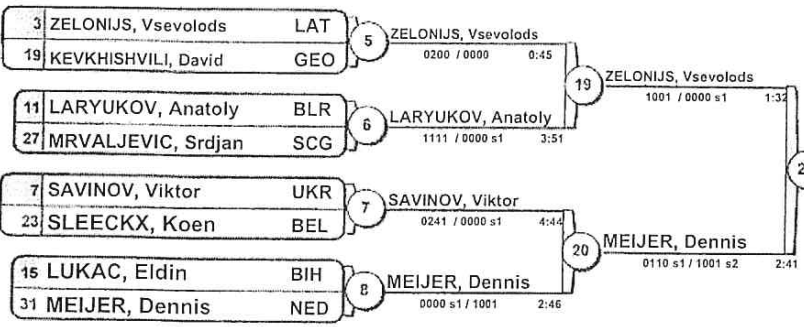 3 ZELONIJS, Vsevolods LAT
19 KEVKHISHVILI, David GEO
5
ZELONIJS, Vsevolods
0200 / 0000 0:45
11 LARYUKOV, Anatoly BLR
27 MRVALJEVIC, Srdjan SCG
6
LARYUKOV, Anatoly
1111 / 0000 s1 3:51
19
ZELONIJS, Vsevolods
1001 / 0000 s1 1:32
7 SAVINOV, Viktor UKR
23 SLEECKX, Koen BEL
7
SAVINOV, Viktor
0241 / 0000 s1 4:44
15 LUKAC, Eldin BIH
31 MEIJER, Dennis NED
8
MEIJER, Dennis
0000 s1 / 1001 2:46
20
MEIJER, Dennis
0110 s1 / 1001 s2 2:41